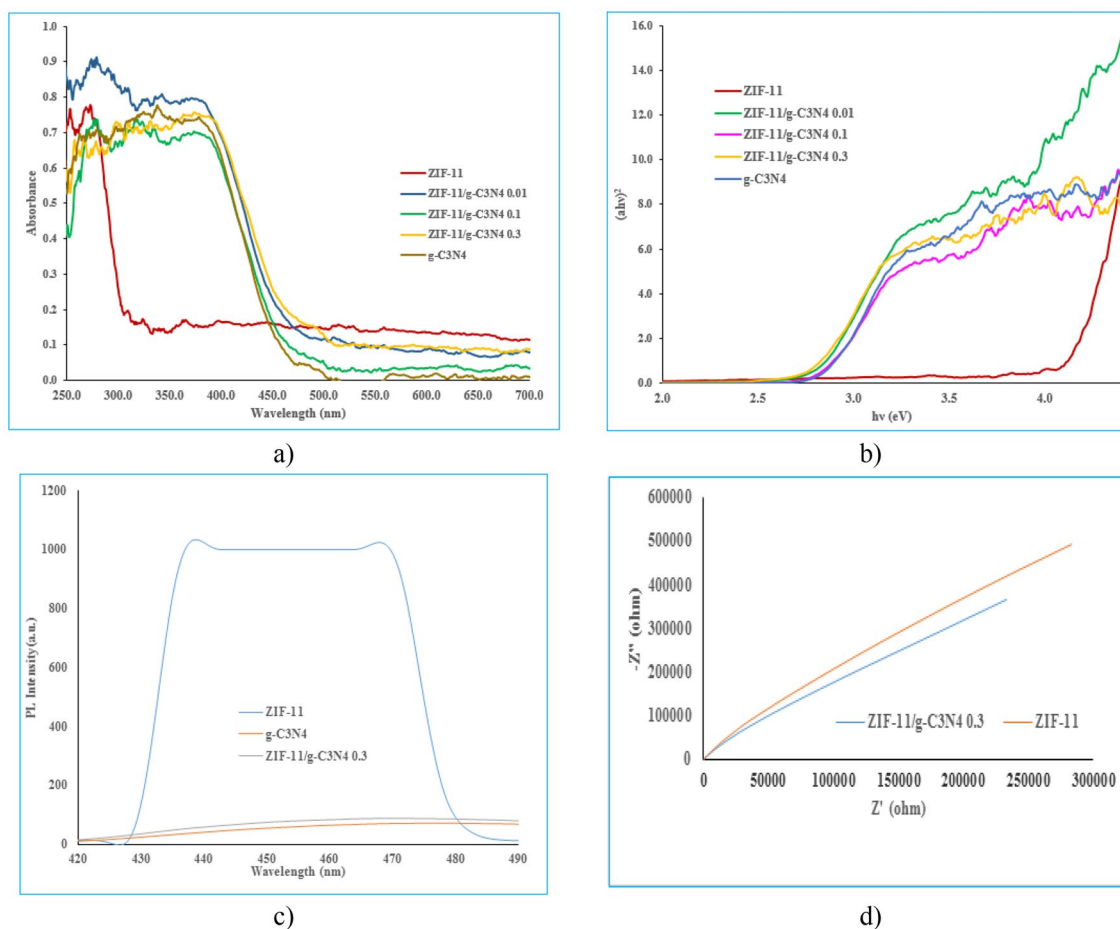 1.0
0.9
0.8
0.7
0.6
0.5
0.4
0.3
0.2
0.1
0.0
Absorbance
250.0 300.0 350.0 400.0 450.0 500.0 550.0 600.0 650.0 700.0
Wavelength (nm)
ZIF-11
ZIF-11/g-C3N4 0.01
ZIF-11/g-C3N4 0.1
ZIF-11/g-C3N4 0.3
g-C3N4
a)
16.0
14.0
12.0
10.0
8.0
6.0
4.0
2.0
0.0
(ahν)²
2.0 2.5 3.0 3.5 4.0
hν (eV)
ZIF-11
ZIF-11/g-C3N4 0.01
ZIF-11/g-C3N4 0.1
ZIF-11/g-C3N4 0.3
g-C3N4
b)
1200
1000
800
600
400
200
0
PL Intensity (a.u.)
420 430 440 450 460 470 480 490
Wavelength (nm)
ZIF-11
g-C3N4
ZIF-11/g-C3N4 0.3
c)
600000
500000
400000
300000
200000
100000
0
-Z'' (ohm)
0 50000 100000 150000 200000 250000 300000
Z' (ohm)
ZIF-11/g-C3N4 0.3 ZIF-11
d)